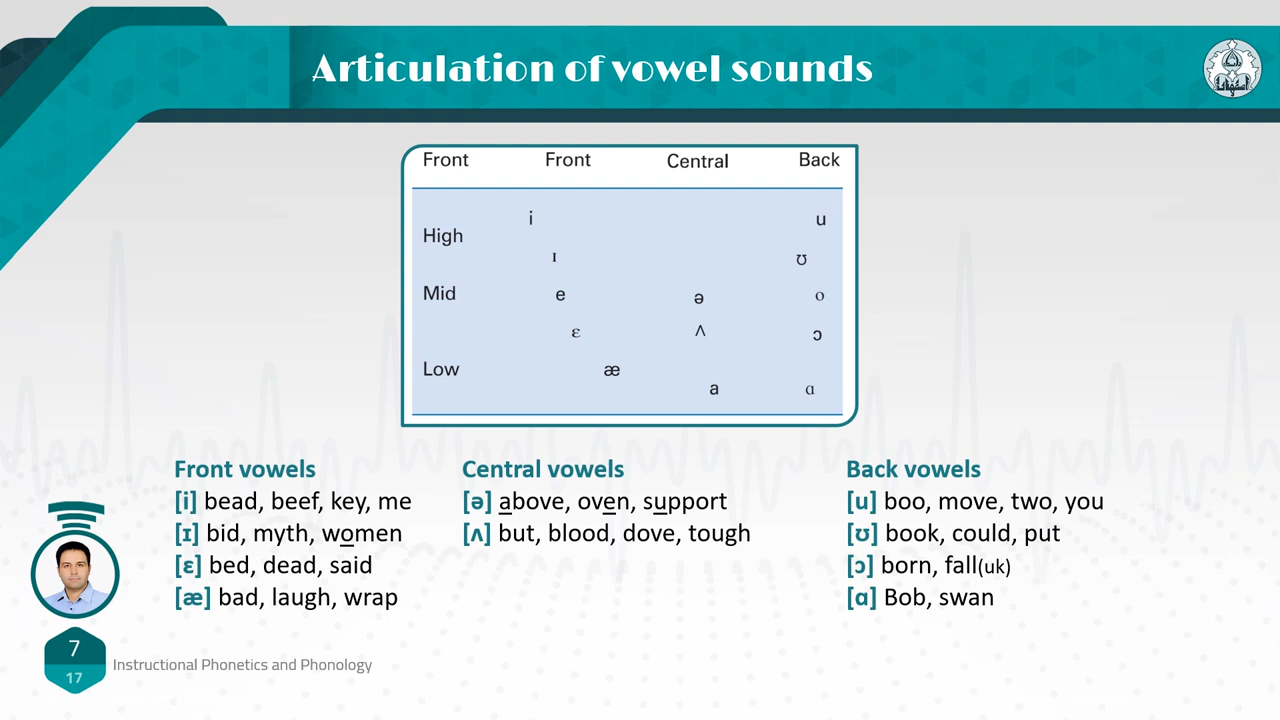 Articulation of vowel sounds
اصفهان
Front Front Central Back
i u
High
ɪ ʊ
Mid e ə o
ɛ ʌ ɔ
Low æ
a ɑ
Front vowels
[i] bead, beef, key, me
[ɪ] bid, myth, women
[ɛ] bed, dead, said
[æ] bad, laugh, wrap
Central vowels
[ə] above, oven, support
[ʌ] but, blood, dove, tough
Back vowels
[u] boo, move, two, you
[ʊ] book, could, put
[ɔ] born, fall(uk)
[ɑ] Bob, swan
7
17
Instructional Phonetics and Phonology